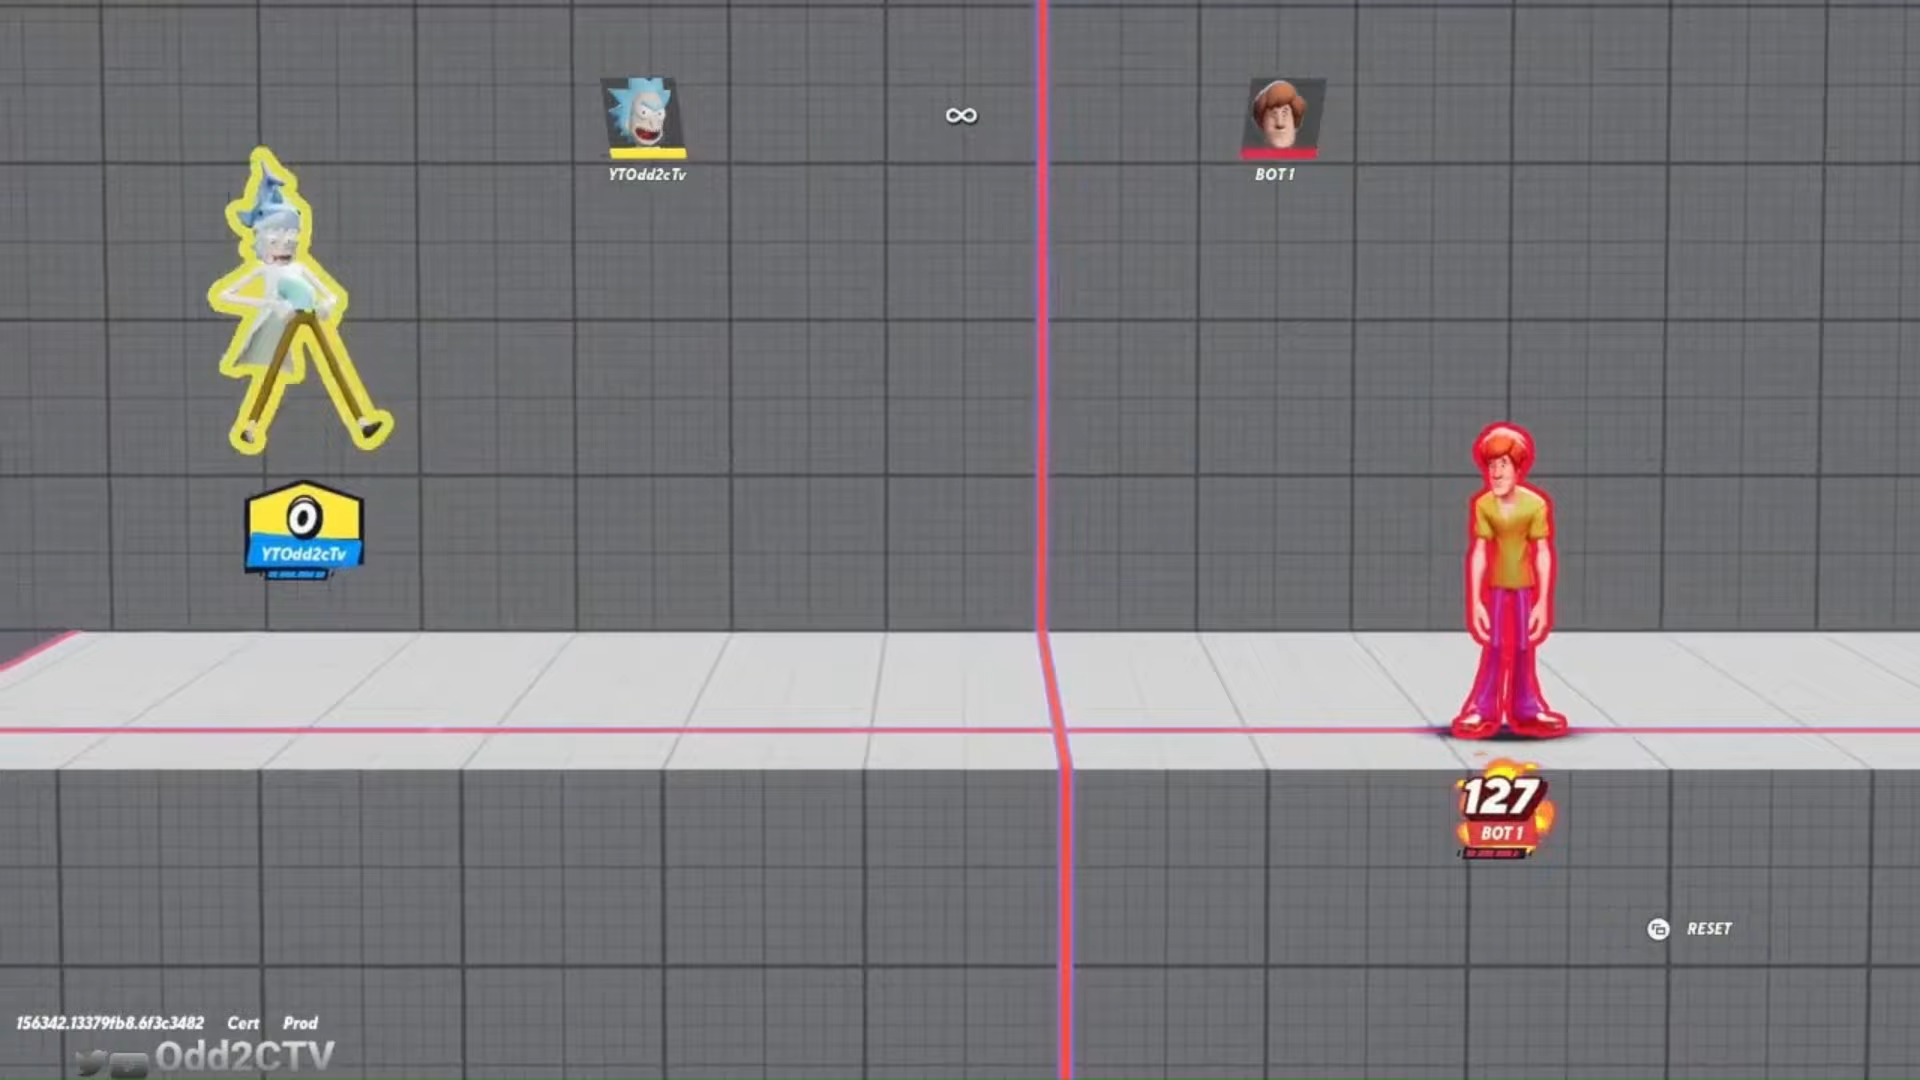 ∞
YTOdd2cTv
BOT 1
0
YTOdd2cTv
127
BOT 1
RESET
156342.13379fb8.6f3c3482 Cert Prod
Odd2CTV